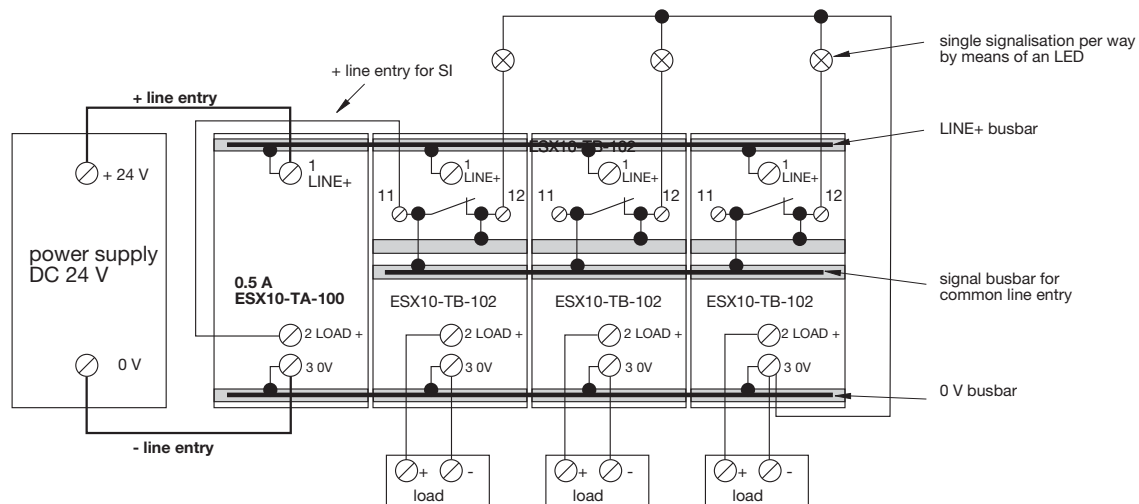 single signalisation per way
by means of an LED
+ line entry for SI
+ line entry
LINE+ busbar
ESX10-TB-102
+ 24 V
1
LINE+
1
LINE+
1
LINE+
1
LINE+
11
12
11
12
11
12
power supply
DC 24 V
0.5 A
ESX10-TA-100
ESX10-TB-102
ESX10-TB-102
ESX10-TB-102
signal busbar for
common line entry
2 LOAD +
2 LOAD +
2 LOAD +
2 LOAD +
0 V
3 0V
3 0V
3 0V
3 0V
0 V busbar
- line entry
+ -
+ -
+ -
load
load
load